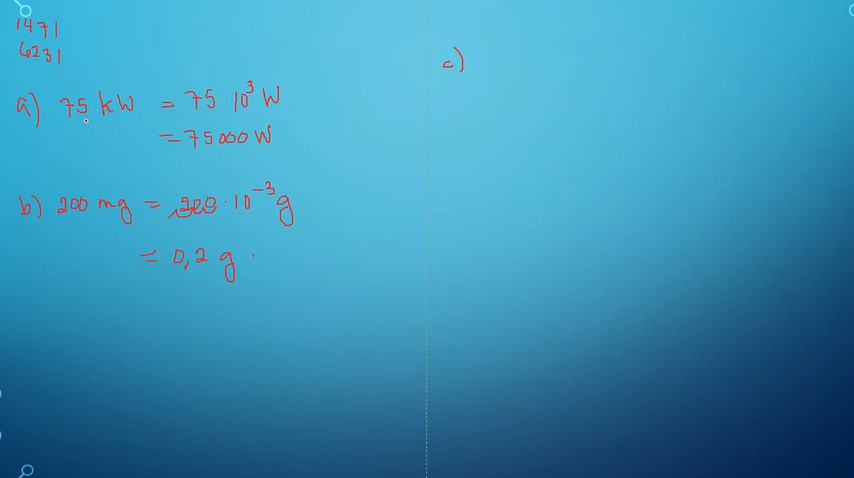 1471
6231
a) 75 kW = 75 · 10³ W
= 75000 W
b) 200 mg = 200 · 10⁻³ g
= 0,2 g
c)